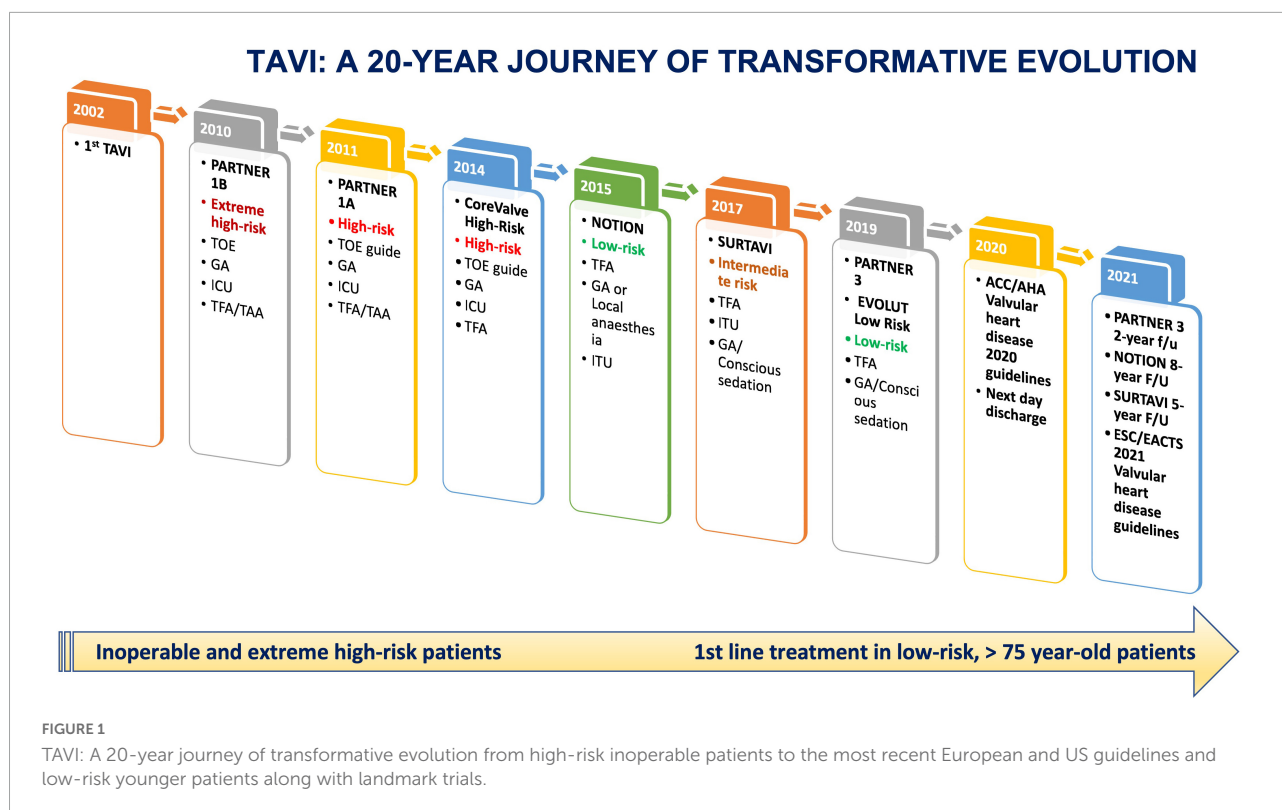 TAVI: A 20-YEAR JOURNEY OF TRANSFORMATIVE EVOLUTION
2002
• 1st TAVI
2010
• PARTNER
1B
• Extreme
high-risk
• TOE
• GA
• ICU
• TFA/TAA
2011
• PARTNER
1A
• High-risk
• TOE guide
• GA
• ICU
• TFA/TAA
2014
• CoreValve
High-Risk
• High-risk
• TOE guide
• GA
• ICU
• TFA
2015
• NOTION
• Low-risk
• TFA
• GA or
Local
anaesthes
ia
• ITU
2017
• SURTAVI
• Intermedia
te risk
• TFA
• ITU
• GA/
Conscious
sedation
2019
• PARTNER
3
• EVOLUT
Low Risk
• Low-risk
• TFA
• GA/Consci
ous
sedation
2020
• ACC/AHA
Valvular
heart
disease
2020
guidelines
• Next day
discharge
2021
• PARTNER 3
2-year f/u
• NOTION 8-
year F/U
• SURTAVI 5-
year F/U
• ESC/EACTS
2021
Valvular
heart
disease
guidelines
Inoperable and extreme high-risk patients
1st line treatment in low-risk, > 75 year-old patients
FIGURE 1
TAVI: A 20-year journey of transformative evolution from high-risk inoperable patients to the most recent European and US guidelines and
low-risk younger patients along with landmark trials.